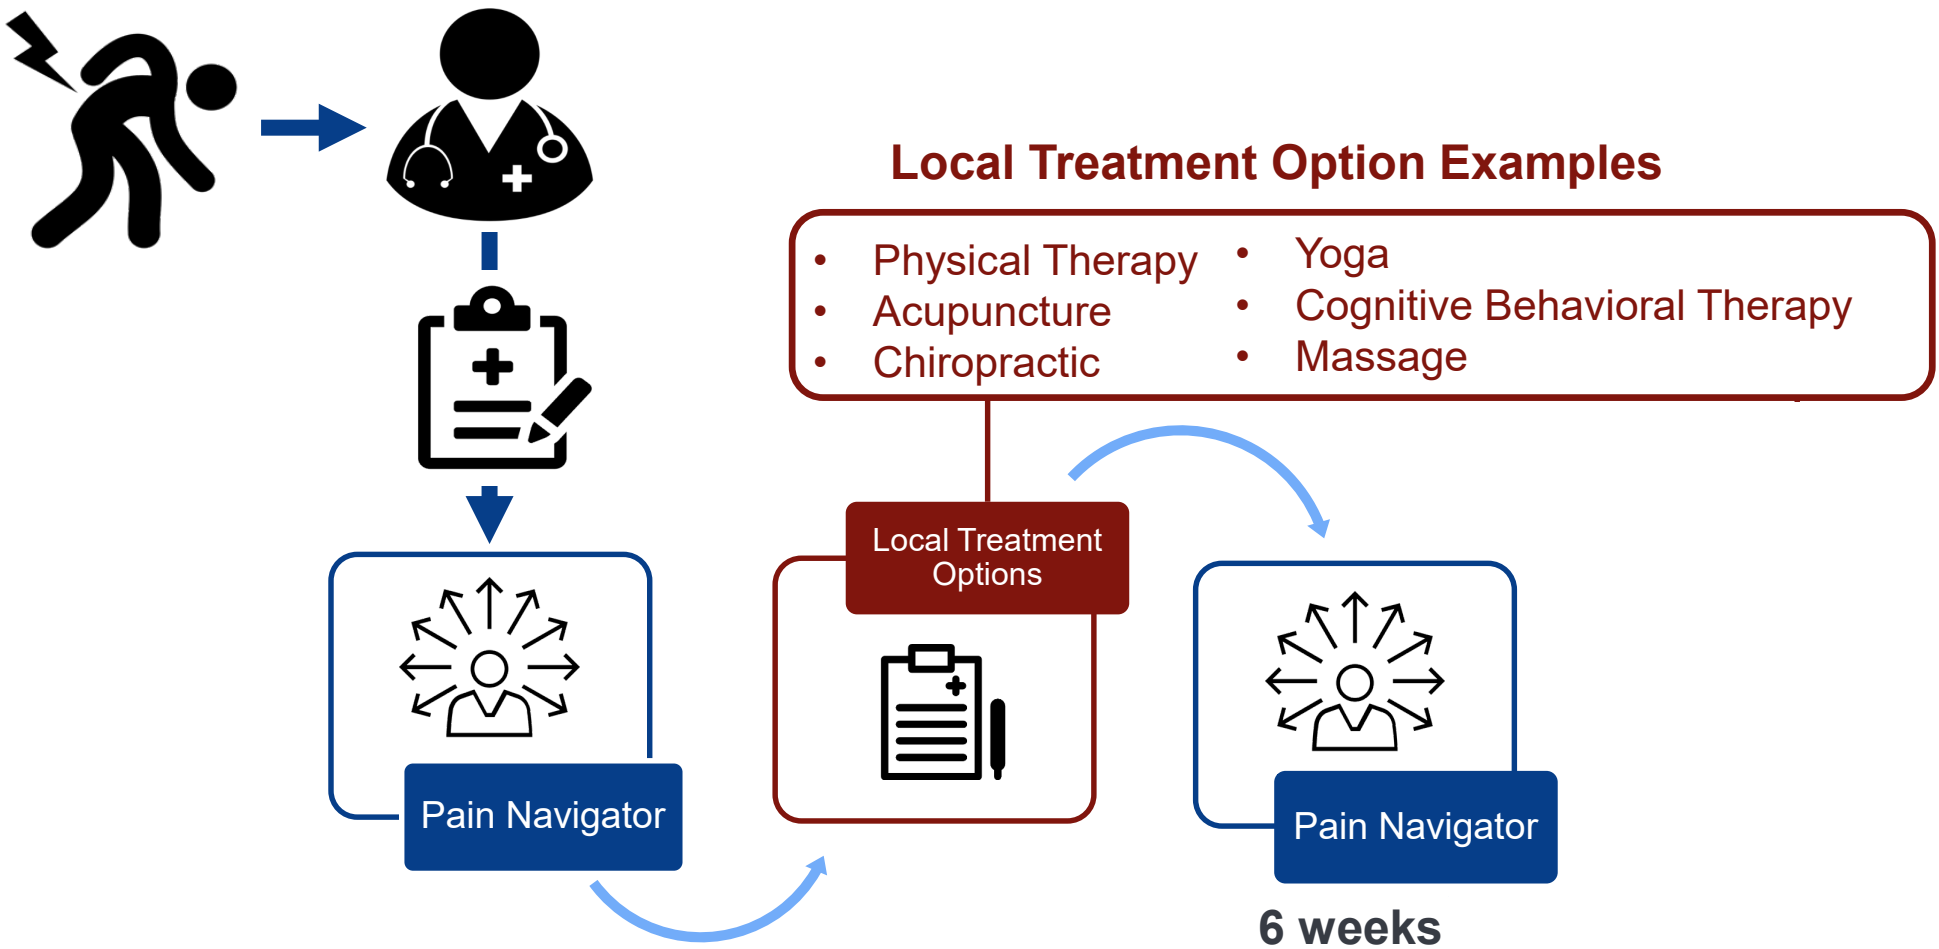 Local Treatment Option Examples
• Physical Therapy
• Acupuncture
• Chiropractic
• Yoga
• Cognitive Behavioral Therapy
• Massage
Local Treatment
Options
Pain Navigator
Pain Navigator
6 weeks